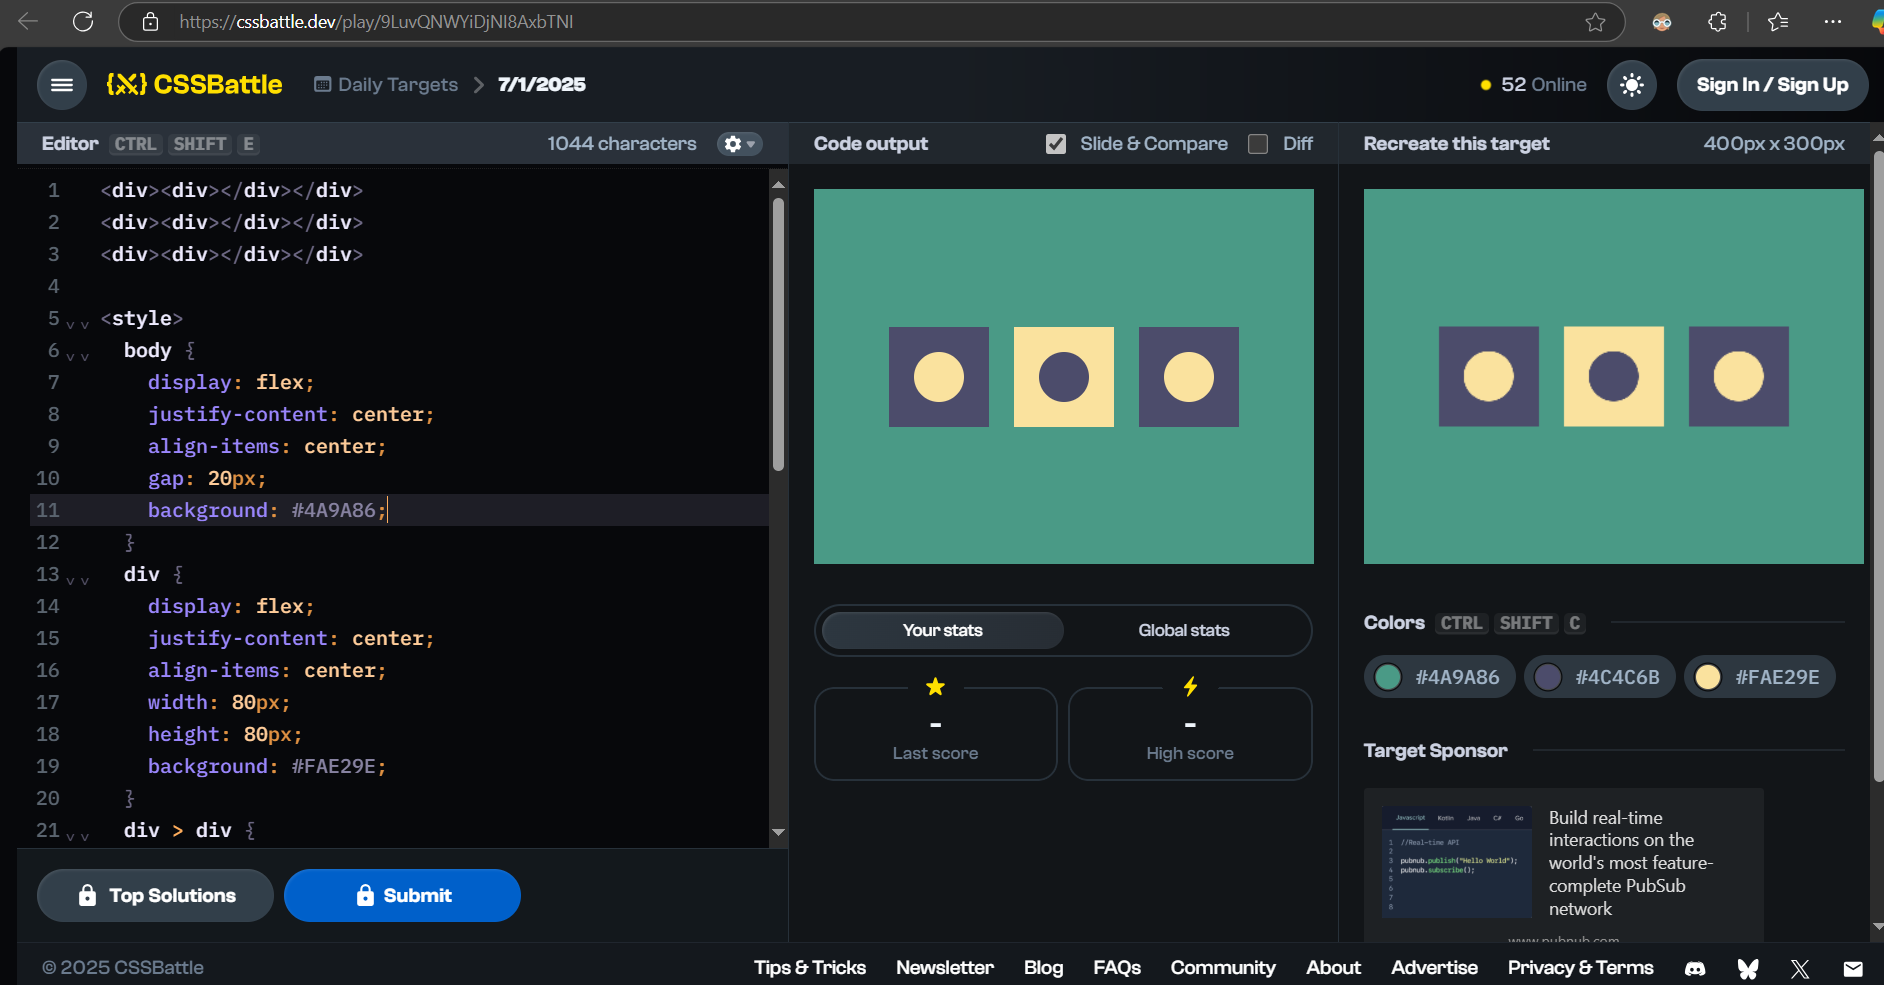 https://cssbattle.dev/play/9LuvQNWYiDjNI8AxbTNI
{X} CSSBattle
Daily Targets > 7/1/2025
52 Online
Sign In / Sign Up
Editor CTRL SHIFT E
1044 characters
1 <div><div></div></div>
2 <div><div></div></div>
3 <div><div></div></div>
4
5 <style>
6 body {
7 display: flex;
8 justify-content: center;
9 align-items: center;
10 gap: 20px;
11 background: #4A9A86;
12 }
13 div {
14 display: flex;
15 justify-content: center;
16 align-items: center;
17 width: 80px;
18 height: 80px;
19 background: #FAE29E;
20 }
21 div > div {
Top Solutions
Submit
Code output
Slide & Compare
Diff
Your stats
Global stats
-
Last score
-
High score
Recreate this target
400px x 300px
Colors CTRL SHIFT C
#4A9A86
#4C4C6B
#FAE29E
Target Sponsor
Javascript Kotlin Java C# Go
1 //Real-time API
2
3 pubnub.publish("Hello World");
4 pubnub.subscribe();
5
6
7
8
Build real-time
interactions on the
world's most feature-
complete PubSub
network
www.pubnub.com
© 2025 CSSBattle
Tips & Tricks
Newsletter
Blog
FAQs
Community
About
Advertise
Privacy & Terms